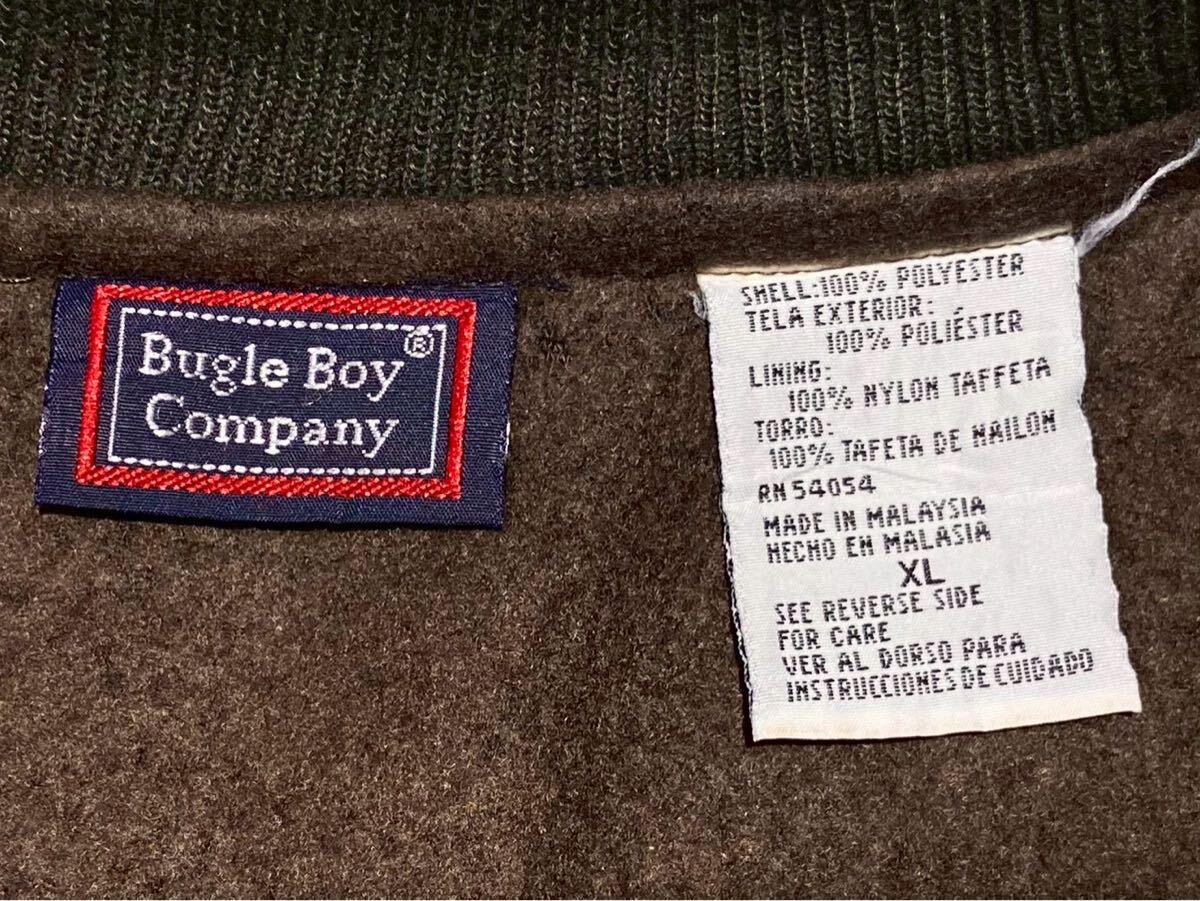 Bugle Boy®
Company
SHELL:100% POLYESTER
TELA EXTERIOR:
100% POLIÉSTER
LINING:
100% NYLON TAFFETA
TORRO:
100% TAFETA DE NAILON
RN 54054
MADE IN MALAYSIA
HECHO EN MALASIA
XL
SEE REVERSE SIDE
FOR CARE
VER AL DORSO PARA
INSTRUCCIONES DE CUIDADO